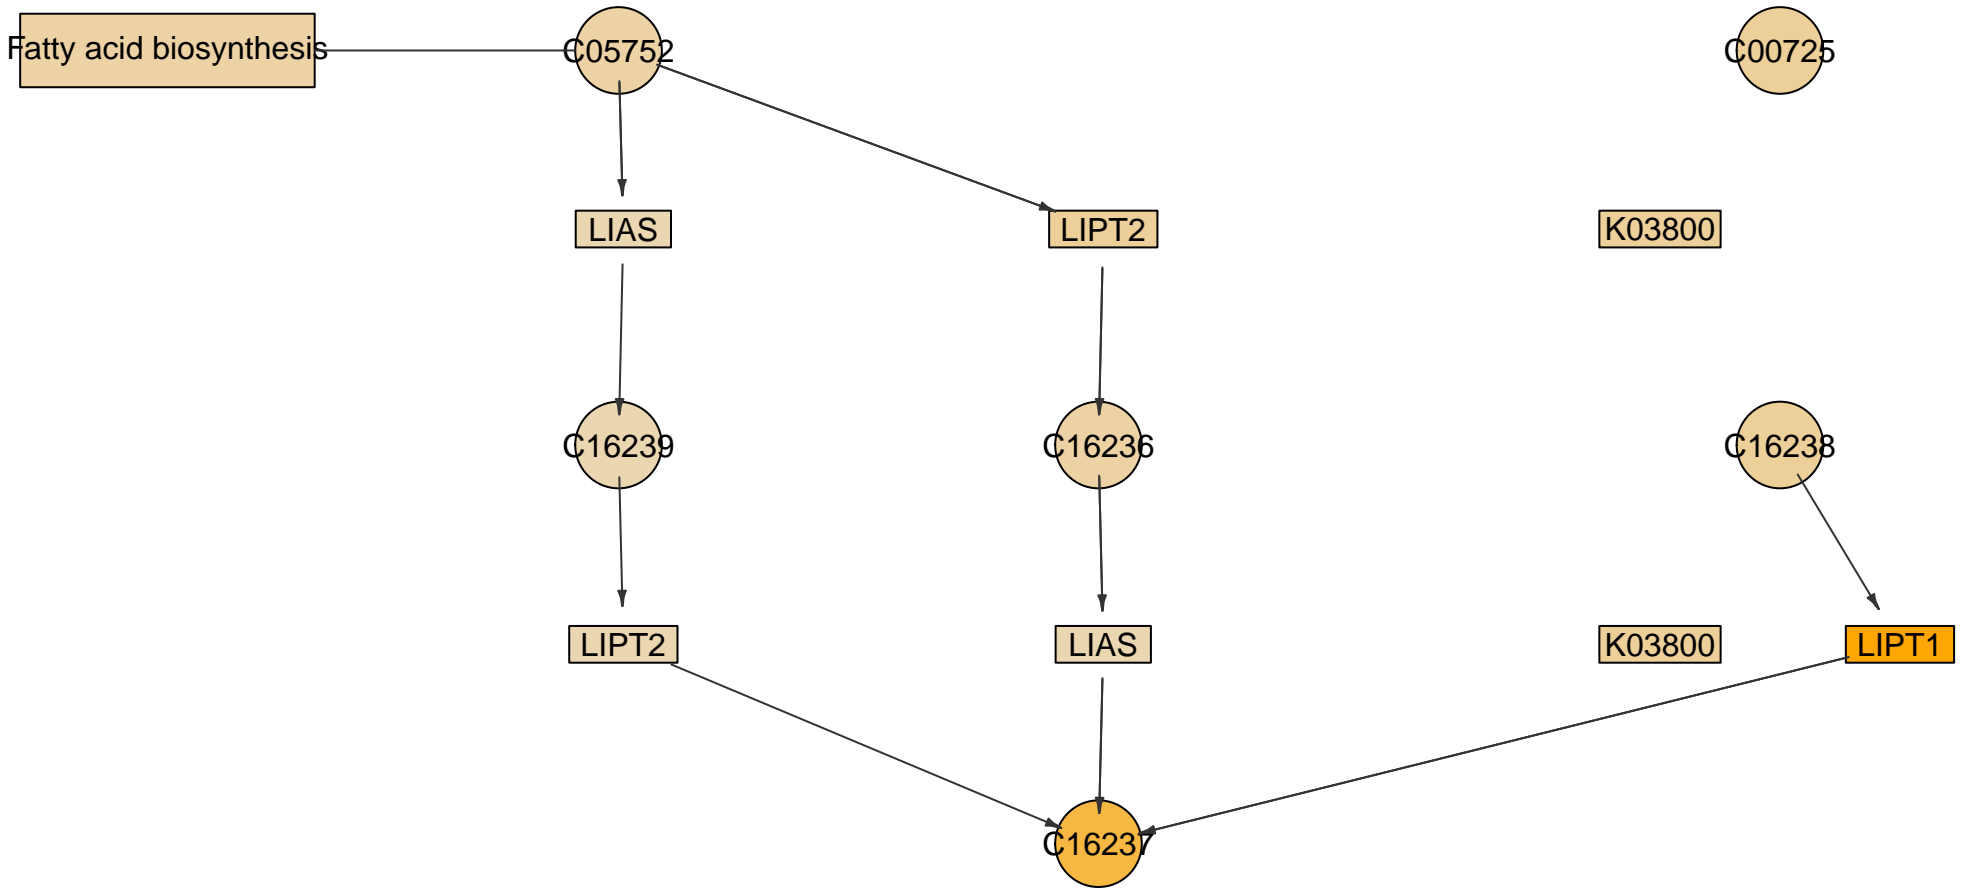 Fatty acid biosynthesis
C05752
C00725
LIAS
LIPT2
K03800
C16239
C16236
C16238
LIPT2
LIAS
K03800
LIPT1
C16237